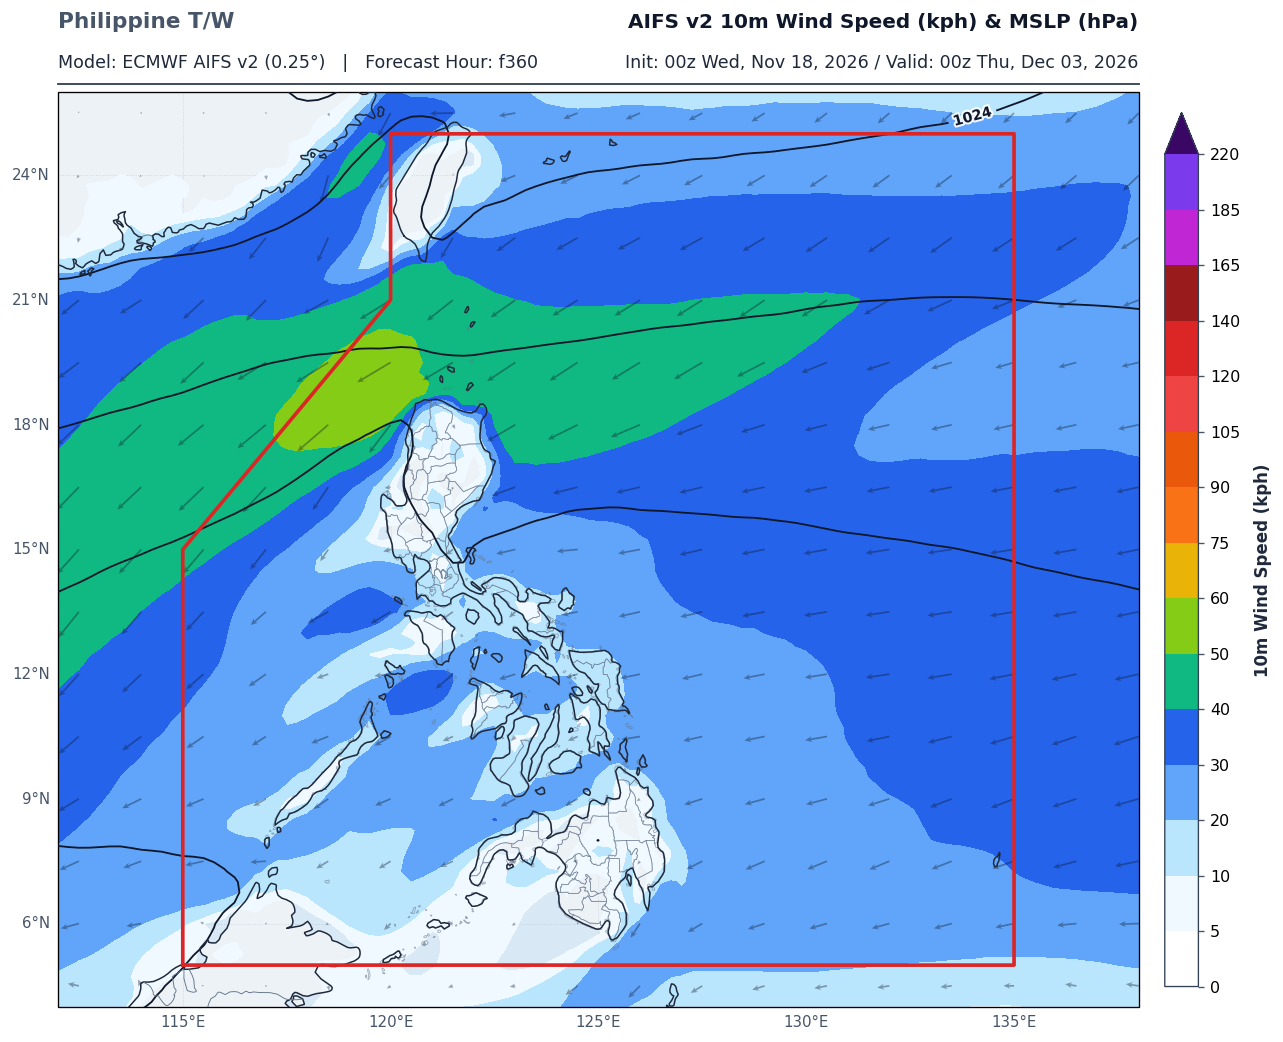 Philippine T/W
AIFS v2 10m Wind Speed (kph) & MSLP (hPa)
Model: ECMWF AIFS v2 (0.25°) | Forecast Hour: f360
Init: 00z Wed, Nov 18, 2026 / Valid: 00z Thu, Dec 03, 2026
1024
24°N
21°N
18°N
15°N
12°N
9°N
6°N
115°E
120°E
125°E
130°E
135°E
220
185
165
140
120
105
90
75
60
50
40
30
20
10
5
0
10m Wind Speed (kph)